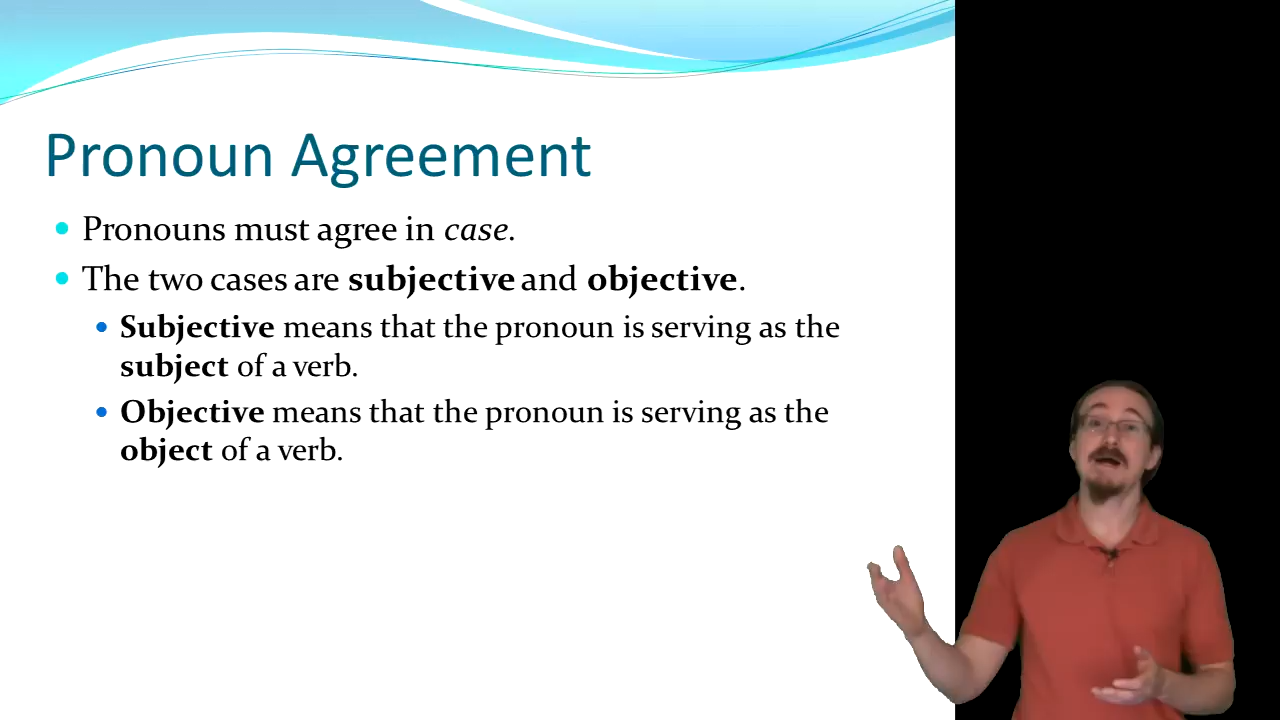 Pronoun Agreement
Pronouns must agree in case.
The two cases are subjective and objective.
Subjective means that the pronoun is serving as the
subject of a verb.
Objective means that the pronoun is serving as the
object of a verb.